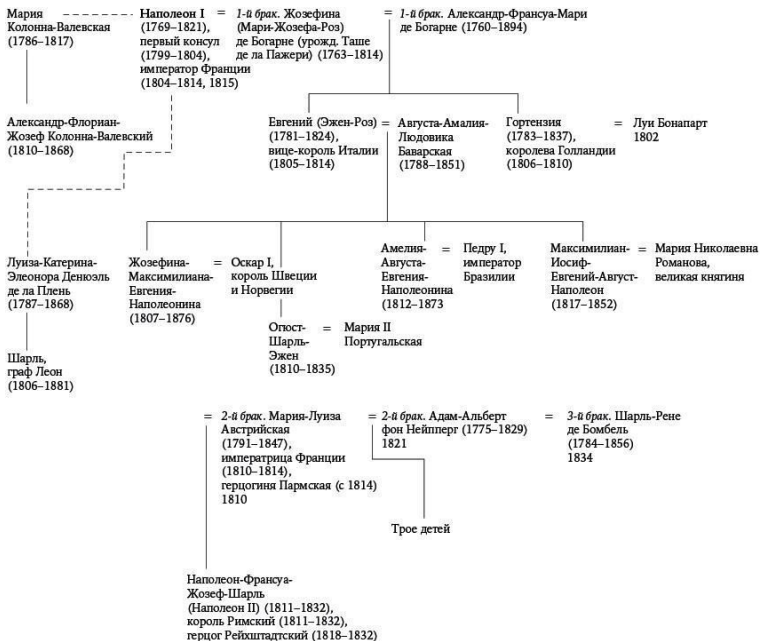 Мария
Колонна-Валевская
(1786–1817)
Наполеон I
(1769–1821),
первый консул
(1799–1804),
император Франции
(1804–1814, 1815)
=
1-й брак. Жозефина
(Мари-Жозефа-Роз)
де Богарне (урожд. Таше
де ла Пажери) (1763–1814)
=
1-й брак. Александр-Франсуа-Мари
де Богарне (1760–1894)
Александр-Флориан-
Жозеф Колонна-Валевский
(1810–1868)
Евгений (Эжен-Роз)
(1781–1824),
вице-король Италии
(1805–1814)
=
Августа-Амалия-
Людовика
Баварская
(1788–1851)
Гортензия
(1783–1837),
королева Голландии
(1806–1810)
=
Луи Бонапарт
1802
Луиза-Катерина-
Элеонора Денюэль
де ла Плень
(1787–1868)
Жозефина-
Максимилиана-
Евгения-
Наполеонина
(1807–1876)
=
Оскар I,
король Швеции
и Норвегии
Амелия-
Августа-
Евгения-
Наполеонина
(1812–1873
=
Педру I,
император
Бразилии
Максимилиан-
Иосиф-
Евгений-Август-
Наполеон
(1817–1852)
=
Мария Николаевна
Романова,
великая княгиня
Огюст-
Шарль-
Эжен
(1810–1835)
=
Мария II
Португальская
Шарль,
граф Леон
(1806–1881)
=
2-й брак. Мария-Луиза
Австрийская
(1791–1847),
императрица Франции
(1810–1814),
герцогиня Пармская (с 1814)
1810
=
2-й брак. Адам-Альберт
фон Нейпперг (1775–1829)
1821
=
3-й брак. Шарль-Рене
де Бомбель
(1784–1856)
1834
Трое детей
Наполеон-Франсуа-
Жозеф-Шарль
(Наполеон II) (1811–1832),
король Римский (1811–1832),
герцог Рейхштадтский (1818–1832)